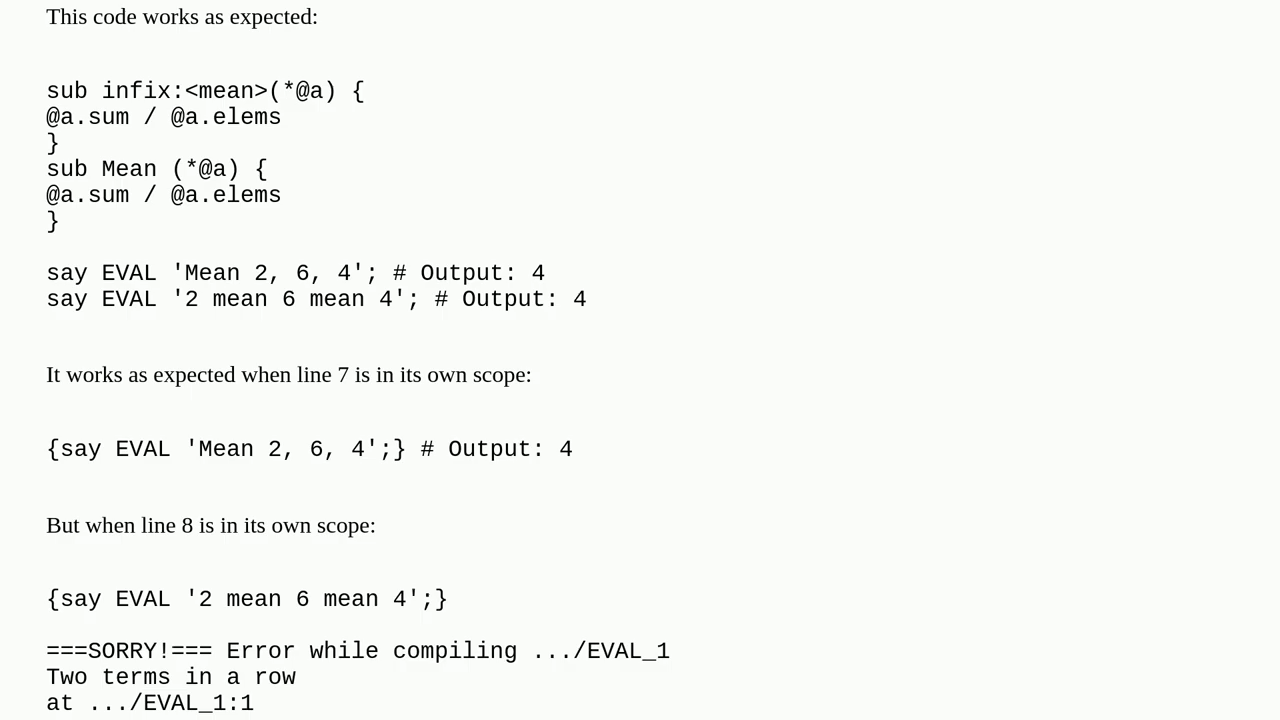 This code works as expected:
sub infix:<mean>(*@a) {
@a.sum / @a.elems
}
sub Mean (*@a) {
@a.sum / @a.elems
}
say EVAL 'Mean 2, 6, 4'; # Output: 4
say EVAL '2 mean 6 mean 4'; # Output: 4
It works as expected when line 7 is in its own scope:
{say EVAL 'Mean 2, 6, 4';} # Output: 4
But when line 8 is in its own scope:
{say EVAL '2 mean 6 mean 4';}
===SORRY!=== Error while compiling .../EVAL_1
Two terms in a row
at .../EVAL_1:1